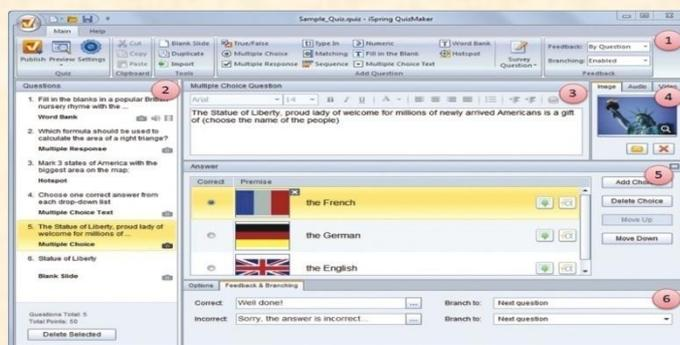 Sample_Quiz.quiz - iSpring QuizMaker
Main Help
Publish Preview Settings
Quiz
Cut
Copy
Paste
Clipboard
Blank Slide
Duplicate
Import
Tools
True/False
Multiple Choice
Multiple Response
Type In
Matching
Sequence
Numeric
Fill in the Blank
Multiple Choice Text
Word Bank
Hotspot
Add Question
Survey
Question
Feedback: By Question
Branching: Enabled
Feedback
1
Questions
2
1. Fill in the blanks in a popular
nursery rhyme with the ...
Word Bank
2. Which formula should be used to
calculate the area of a right triange?
Multiple Response
3. Mark 3 states of America with the
biggest area on the map:
Hotspot
4. Choose one correct answer from
each drop-down list
Multiple Choice Text
5. The Statue of Liberty, proud lady of
welcome for millions of ...
Multiple Choice
6. Statue of Liberty
Blank Slide
Questions Total: 5
Total Points: 50
Delete Selected
Multiple Choice Question
3
Arial 14 B I U A
The Statue of Liberty, proud lady of welcome for millions of newly arrived Americans is a gift
of (choose the name of the people)
Image Audio Video
4
Answer
5
Correct Premise
the French
the German
the English
Add
Delete Choice
Move Up
Move Down
Options Feedback & Branching
6
Correct: Well done! ... Branch to: Next question
Incorrect: Sorry, the answer is incorrect... ... Branch to: Next question